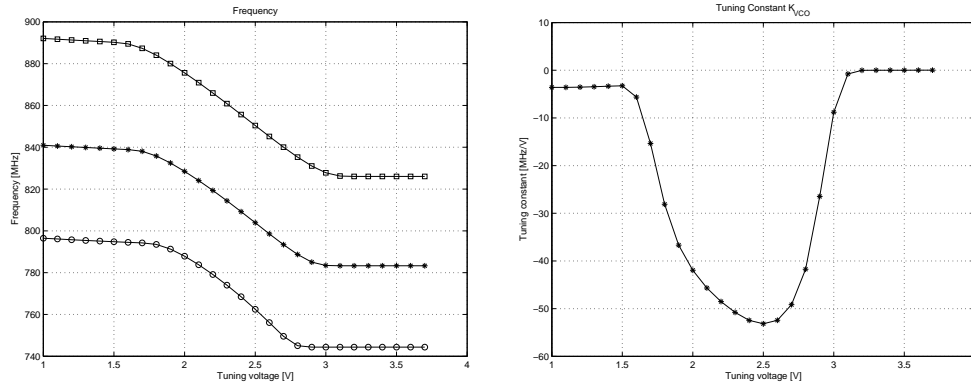 Frequency
900
880
860
840
820
800
780
760
740
Frequency [MHz]
1 1.5 2 2.5 3 3.5 4
Tuning voltage [V]
Tuning Constant K_VCO
10
0
−10
−20
−30
−40
−50
−60
Tuning constant [MHz/V]
1 1.5 2 2.5 3 3.5
Tuning voltage [V]